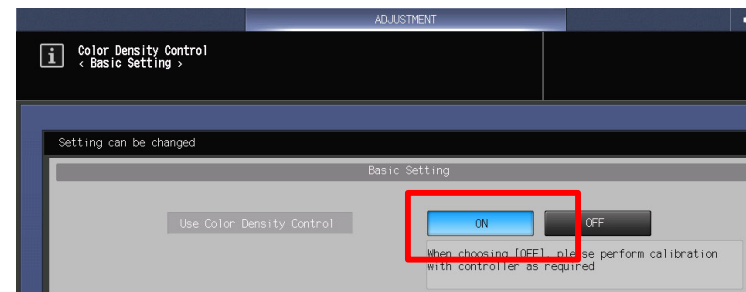 ADJUSTMENT
i
Color Density Control
< Basic Setting >
Setting can be changed
Basic Setting
Use Color Density Control
ON
OFF
When choosing [OFF], please perform calibration
with controller as required